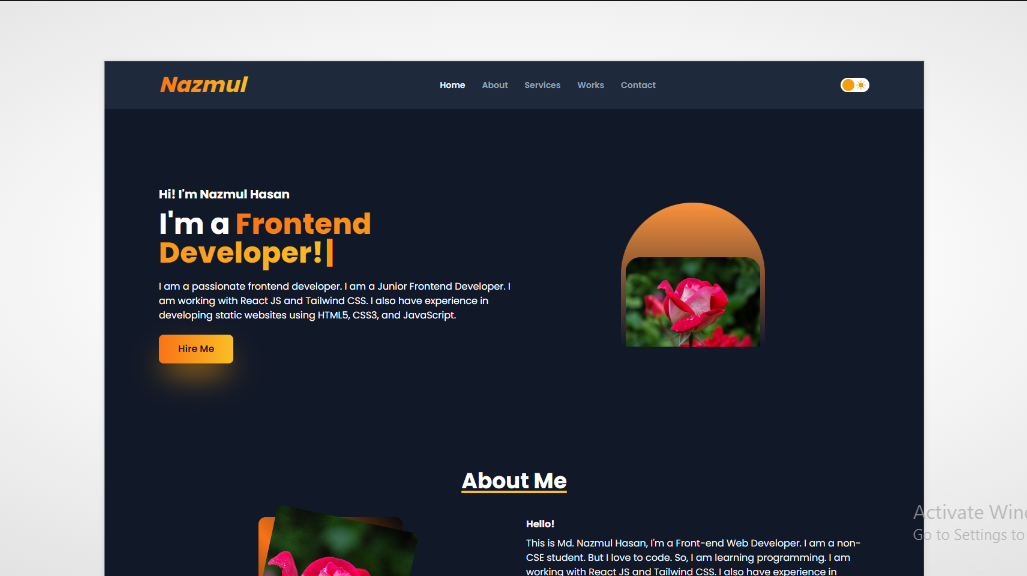 Nazmul
Home About Services Works Contact
Hi! I'm Nazmul Hasan
I'm a Frontend
Developer!|
I am a passionate frontend developer. I am a Junior Frontend Developer. I
am working with React JS and Tailwind CSS. I also have experience in
developing static websites using HTML5, CSS3, and JavaScript.
Hire Me
About Me
Hello!
This is Md. Nazmul Hasan, I'm a Front-end Web Developer. I am a non-
CSE student. But I love to code. So, I am learning programming. I am
working with React JS and Tailwind CSS. I also have experience in
Activate Win
Go to Settings to